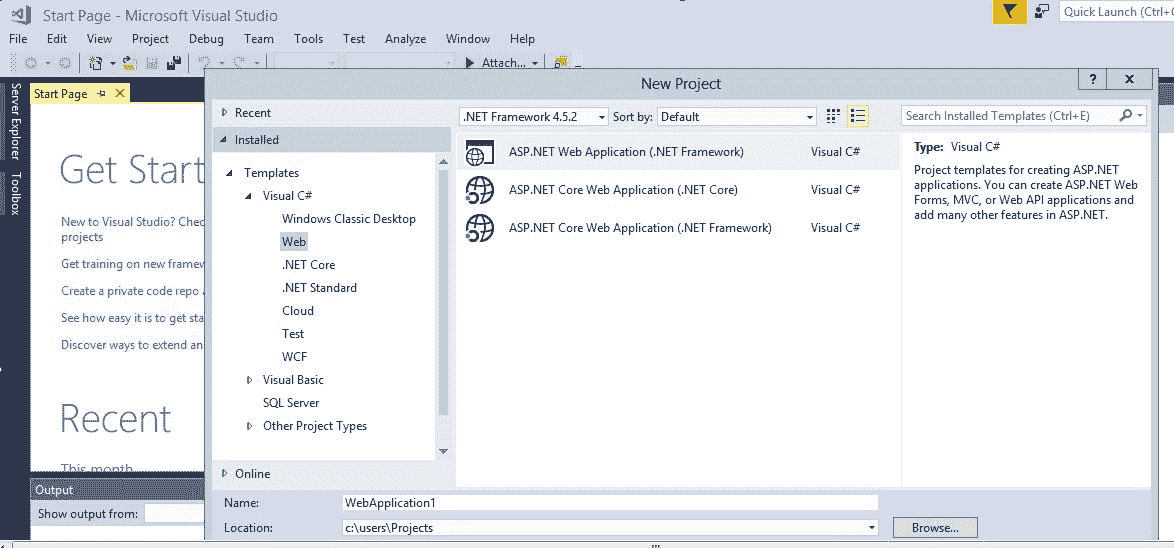 Start Page - Microsoft Visual Studio
Quick Launch (Ctrl+
File Edit View Project Debug Team Tools Test Analyze Window Help
Attach...
Server Explorer
Toolbox
Start Page
Get Start
New to Visual Studio? Chec
projects
Get training on new framew
Create a private code repo
See how easy it is to get sta
Discover ways to extend an
Recent
This month
Output
Show output from:
New Project
?
X
Recent
Installed
Templates
Visual C#
Windows Classic Desktop
Web
.NET Core
.NET Standard
Cloud
Test
WCF
Visual Basic
SQL Server
Other Project Types
Online
.NET Framework 4.5.2 Sort by: Default
Search Installed Templates (Ctrl+E)
ASP.NET Web Application (.NET Framework) Visual C#
ASP.NET Core Web Application (.NET Core) Visual C#
ASP.NET Core Web Application (.NET Framework) Visual C#
Type: Visual C#
Project templates for creating ASP.NET
applications. You can create ASP.NET Web
Forms, MVC, or Web API applications and
add many other features in ASP.NET.
Name: WebApplication1
Location: c:\users\Projects
Browse...